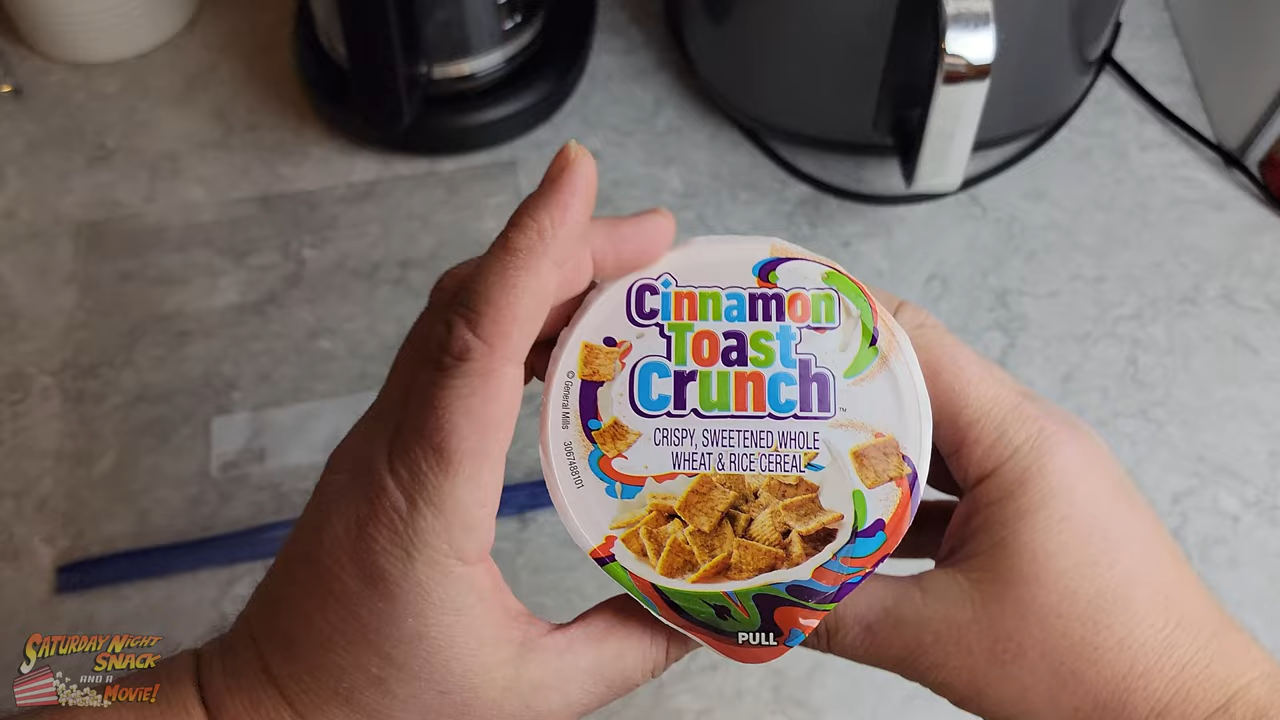 Cinnamon
Toast
Crunch
™
CRISPY, SWEETENED WHOLE
WHEAT & RICE CEREAL
© General Mills 3067488101
PULL
SATURDAY NIGHT
SNACK
AND A
MOVIE!